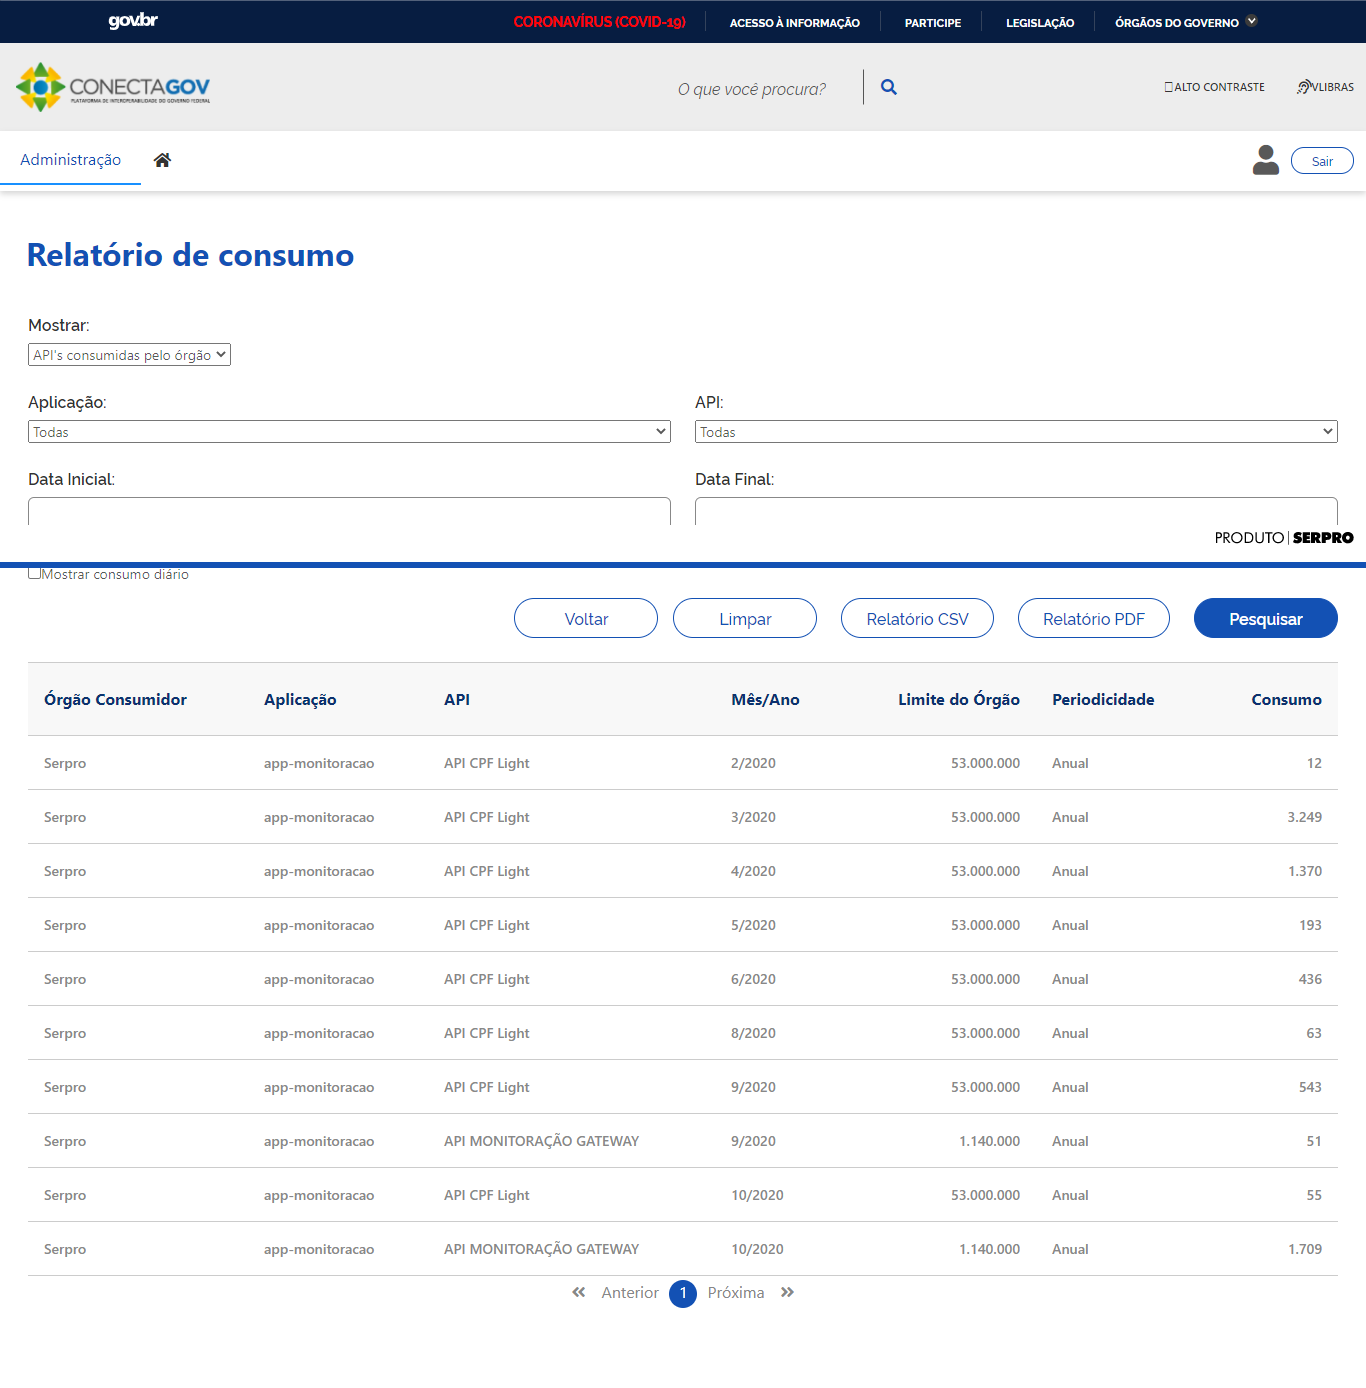 gov.br CORONAVÍRUS (COVID-19) ACESSO À INFORMAÇÃO PARTICIPE LEGISLAÇÃO ÓRGÃOS DO GOVERNO
CONECTAGOV O que você procura? ALTO CONTRASTE VLIBRAS
PLATAFORMA DE INTEROPERABILIDADE DO GOVERNO FEDERAL
Administração Sair
Relatório de consumo
Mostrar:
API's consumidas pelo órgão
Aplicação: API:
Todas Todas
Data Inicial: Data Final:
PRODUTO SERPRO
Mostrar consumo diário
Voltar Limpar Relatório CSV Relatório PDF Pesquisar
Órgão Consumidor Aplicação API Mês/Ano Limite do Órgão Periodicidade Consumo
Serpro app-monitoracao API CPF Light 2/2020 53.000.000 Anual 12
Serpro app-monitoracao API CPF Light 3/2020 53.000.000 Anual 3.249
Serpro app-monitoracao API CPF Light 4/2020 53.000.000 Anual 1.370
Serpro app-monitoracao API CPF Light 5/2020 53.000.000 Anual 193
Serpro app-monitoracao API CPF Light 6/2020 53.000.000 Anual 436
Serpro app-monitoracao API CPF Light 8/2020 53.000.000 Anual 63
Serpro app-monitoracao API CPF Light 9/2020 53.000.000 Anual 543
Serpro app-monitoracao API MONITORAÇÃO GATEWAY 9/2020 1.140.000 Anual 51
Serpro app-monitoracao API CPF Light 10/2020 53.000.000 Anual 55
Serpro app-monitoracao API MONITORAÇÃO GATEWAY 10/2020 1.140.000 Anual 1.709
« Anterior 1 Próxima »